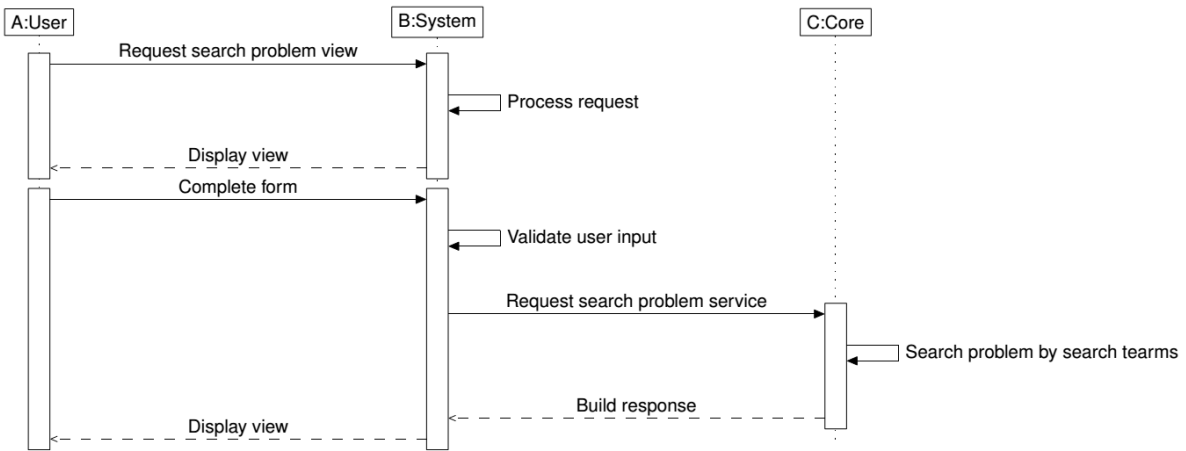 A:User
B:System
C:Core
Request search problem view
Process request
Display view
Complete form
Validate user input
Request search problem service
Search problem by search tearms
Build response
Display view